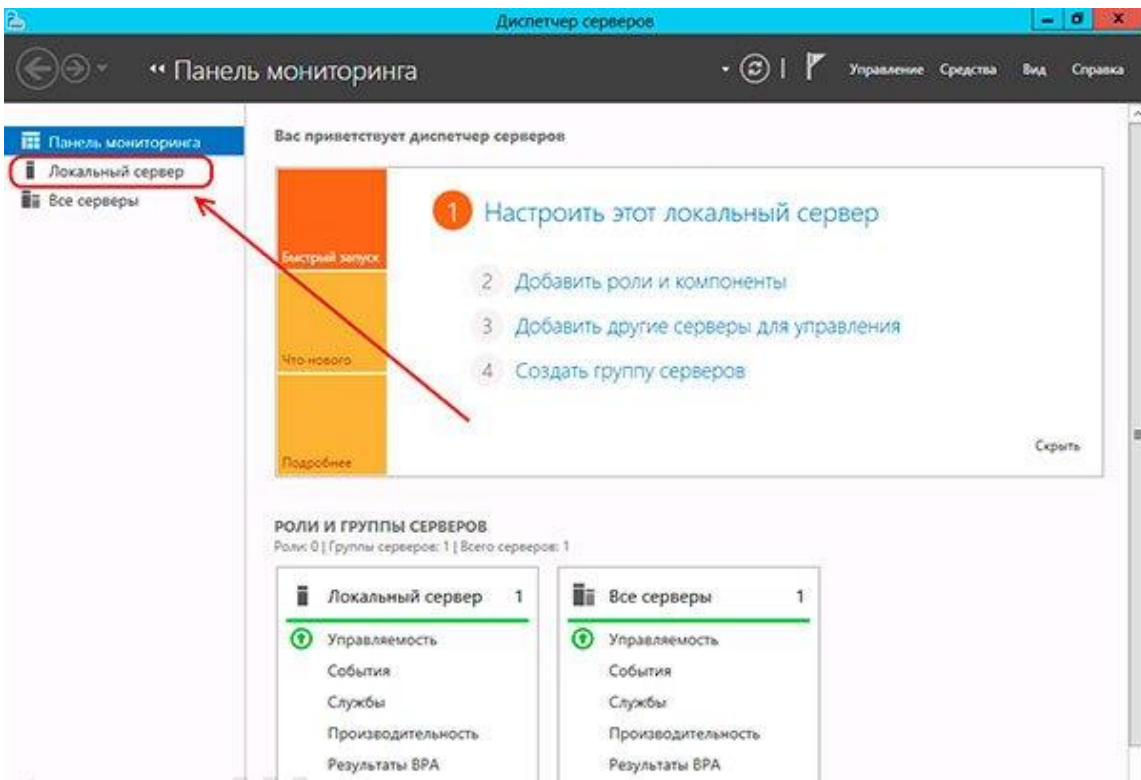 Диспетчер серверов
Панель мониторинга
Управление Средства Вид Справка
Панель мониторинга
Локальный сервер
Все серверы
Вас приветствует диспетчер серверов
Быстрый запуск
Что нового
Подробнее
1 Настроить этот локальный сервер
2 Добавить роли и компоненты
3 Добавить другие серверы для управления
4 Создать группу серверов
Скрыть
РОЛИ И ГРУППЫ СЕРВЕРОВ
Роли: 0 | Группы серверов: 1 | Всего серверов: 1
Локальный сервер 1
Управляемость
События
Службы
Производительность
Результаты BPA
Все серверы 1
Управляемость
События
Службы
Производительность
Результаты BPA